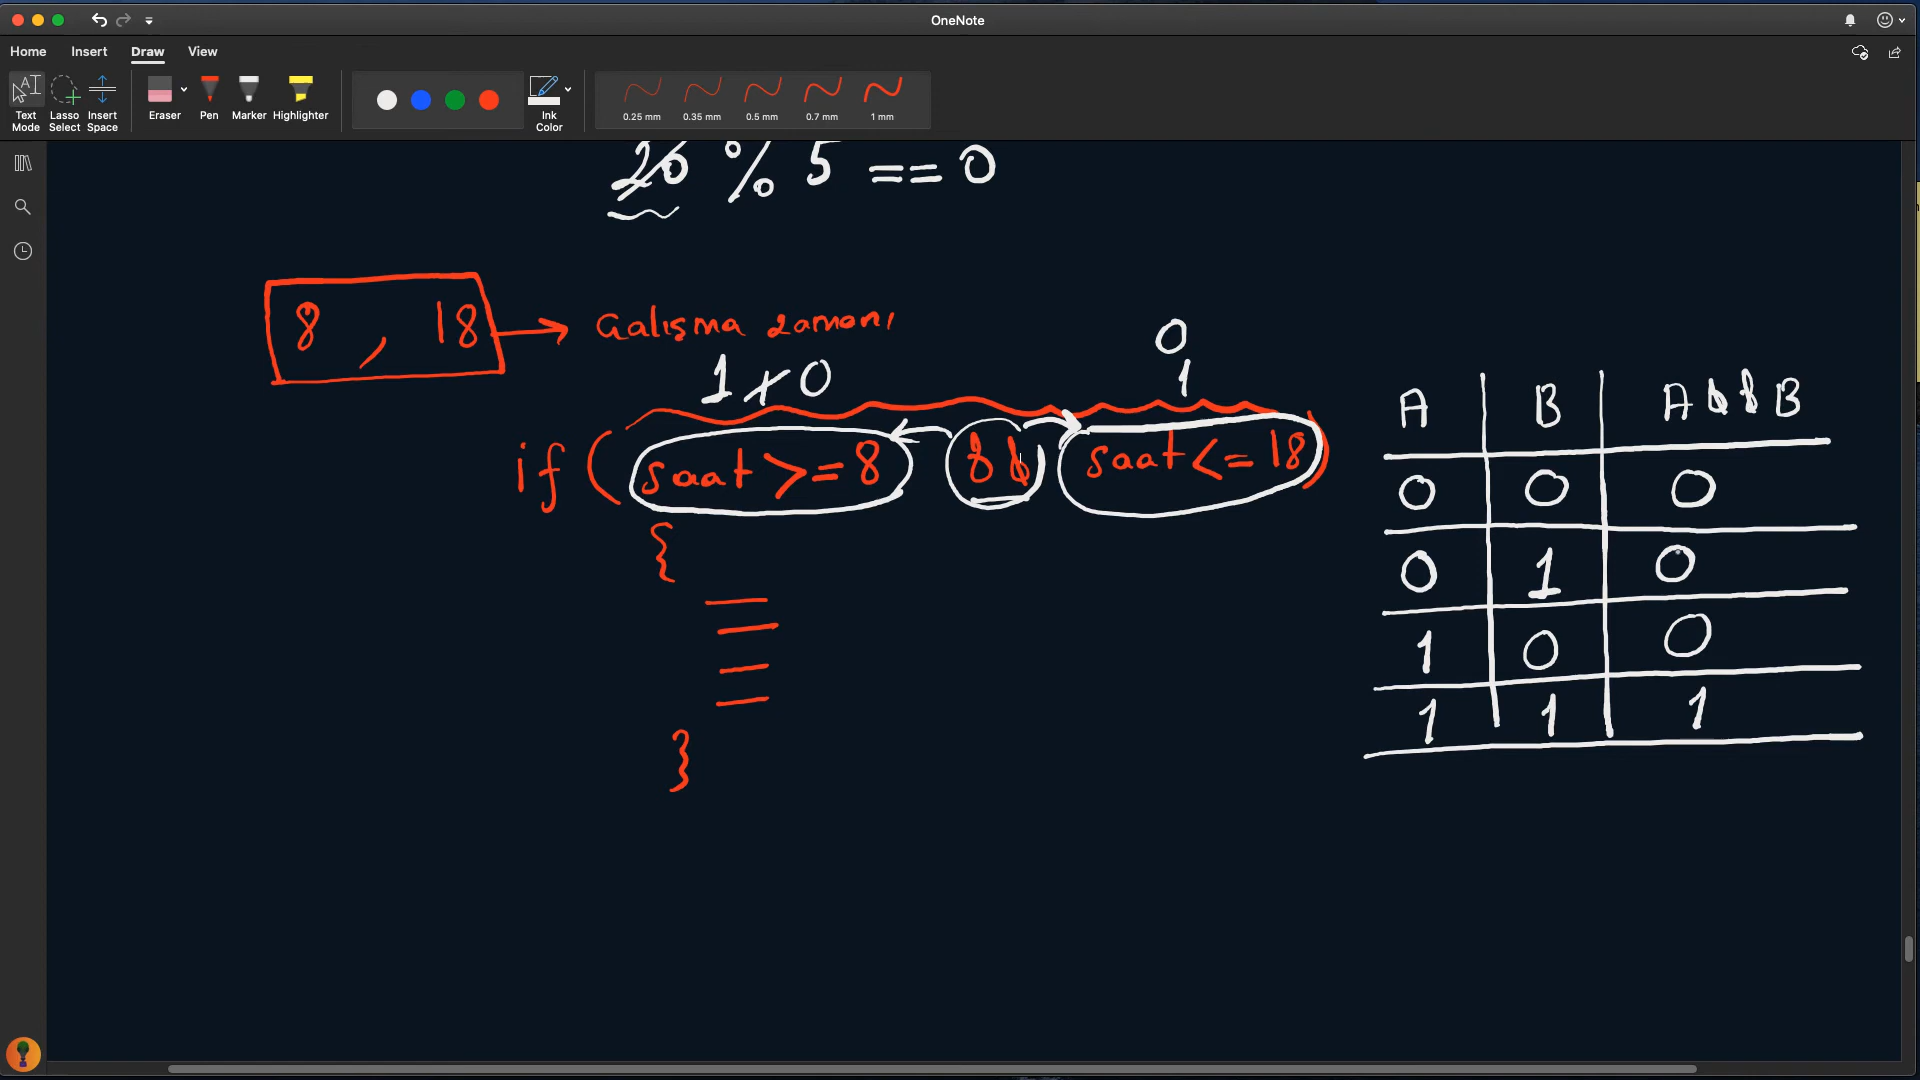 OneNote
Home Insert Draw View
Text Mode
Lasso Select
Insert Space
Eraser
Pen
Marker
Highlighter
Ink Color
0.25 mm
0.35 mm
0.5 mm
0.7 mm
1 mm
20 % 5 == 0
8 , 18 → Çalışma zamanı
1 0
0
1
if ( saat >= 8 && saat <= 18 )
{
}
A B A && B
0 0 0
0 1 0
1 0 0
1 1 1